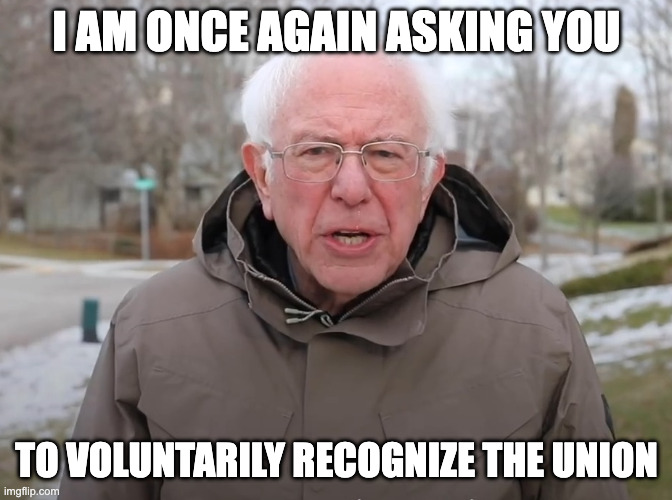 I AM ONCE AGAIN ASKING YOU
TO VOLUNTARILY RECOGNIZE THE UNION
imgflip.com